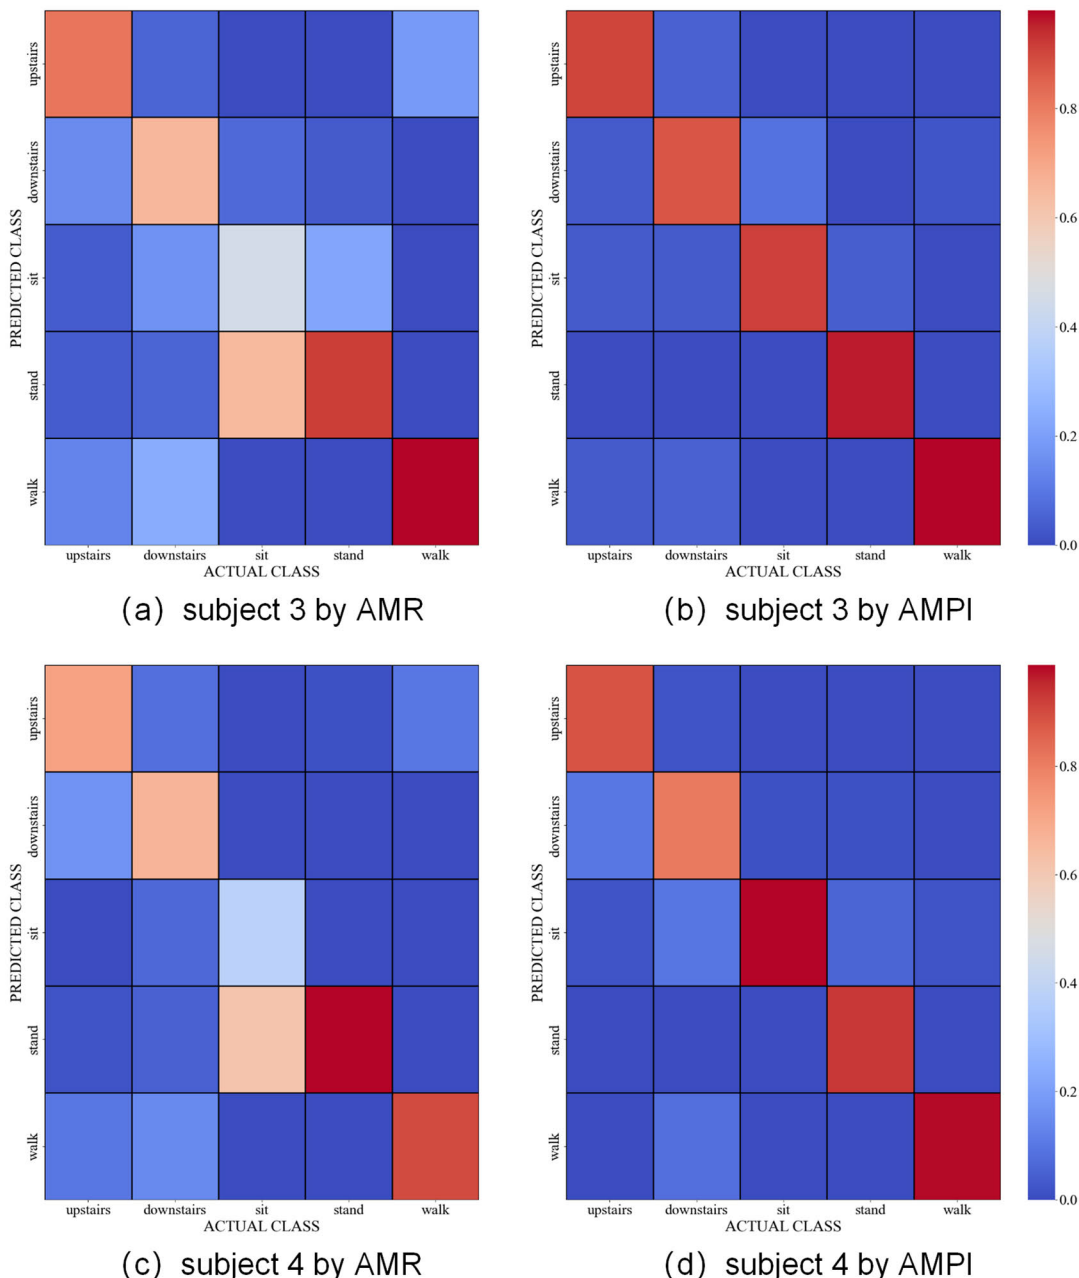 PREDICTED CLASS
upstairs
downstairs
sit
stand
walk
upstairs downstairs sit stand walk
ACTUAL CLASS
(a) subject 3 by AMR
PREDICTED CLASS
upstairs
downstairs
sit
stand
walk
upstairs downstairs sit stand walk
ACTUAL CLASS
0.8
0.6
0.4
0.2
0.0
(b) subject 3 by AMPI
PREDICTED CLASS
upstairs
downstairs
sit
stand
walk
upstairs downstairs sit stand walk
ACTUAL CLASS
(c) subject 4 by AMR
PREDICTED CLASS
upstairs
downstairs
sit
stand
walk
upstairs downstairs sit stand walk
ACTUAL CLASS
0.8
0.6
0.4
0.2
0.0
(d) subject 4 by AMPI